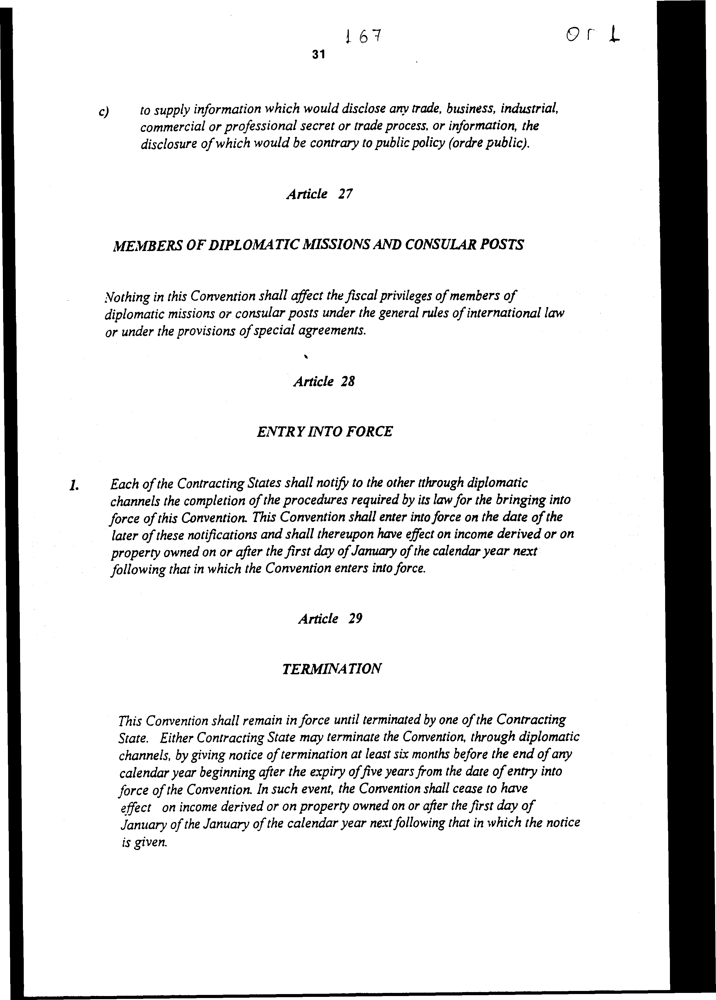 167
31
c) to supply information which would disclose any trade, business, industrial,
commercial or professional secret or trade process, or information, the
disclosure of which would be contrary to public policy (ordre public).
Article 27
MEMBERS OF DIPLOMATIC MISSIONS AND CONSULAR POSTS
Nothing in this Convention shall affect the fiscal privileges of members of
diplomatic missions or consular posts under the general rules of international law
or under the provisions of special agreements.
Article 28
ENTRY INTO FORCE
1. Each of the Contracting States shall notify to the other tthrough diplomatic
channels the completion of the procedures required by its law for the bringing into
force of this Convention. This Convention shall enter into force on the date of the
later of these notifications and shall thereupon have effect on income derived or on
property owned on or after the first day of January of the calendar year next
following that in which the Convention enters into force.
Article 29
TERMINATION
This Convention shall remain in force until terminated by one of the Contracting
State. Either Contracting State may terminate the Convention, through diplomatic
channels, by giving notice of termination at least six months before the end of any
calendar year beginning after the expiry of five years from the date of entry into
force of the Convention. In such event, the Convention shall cease to have
effect on income derived or on property owned on or after the first day of
January of the January of the calendar year next following that in which the notice
is given.